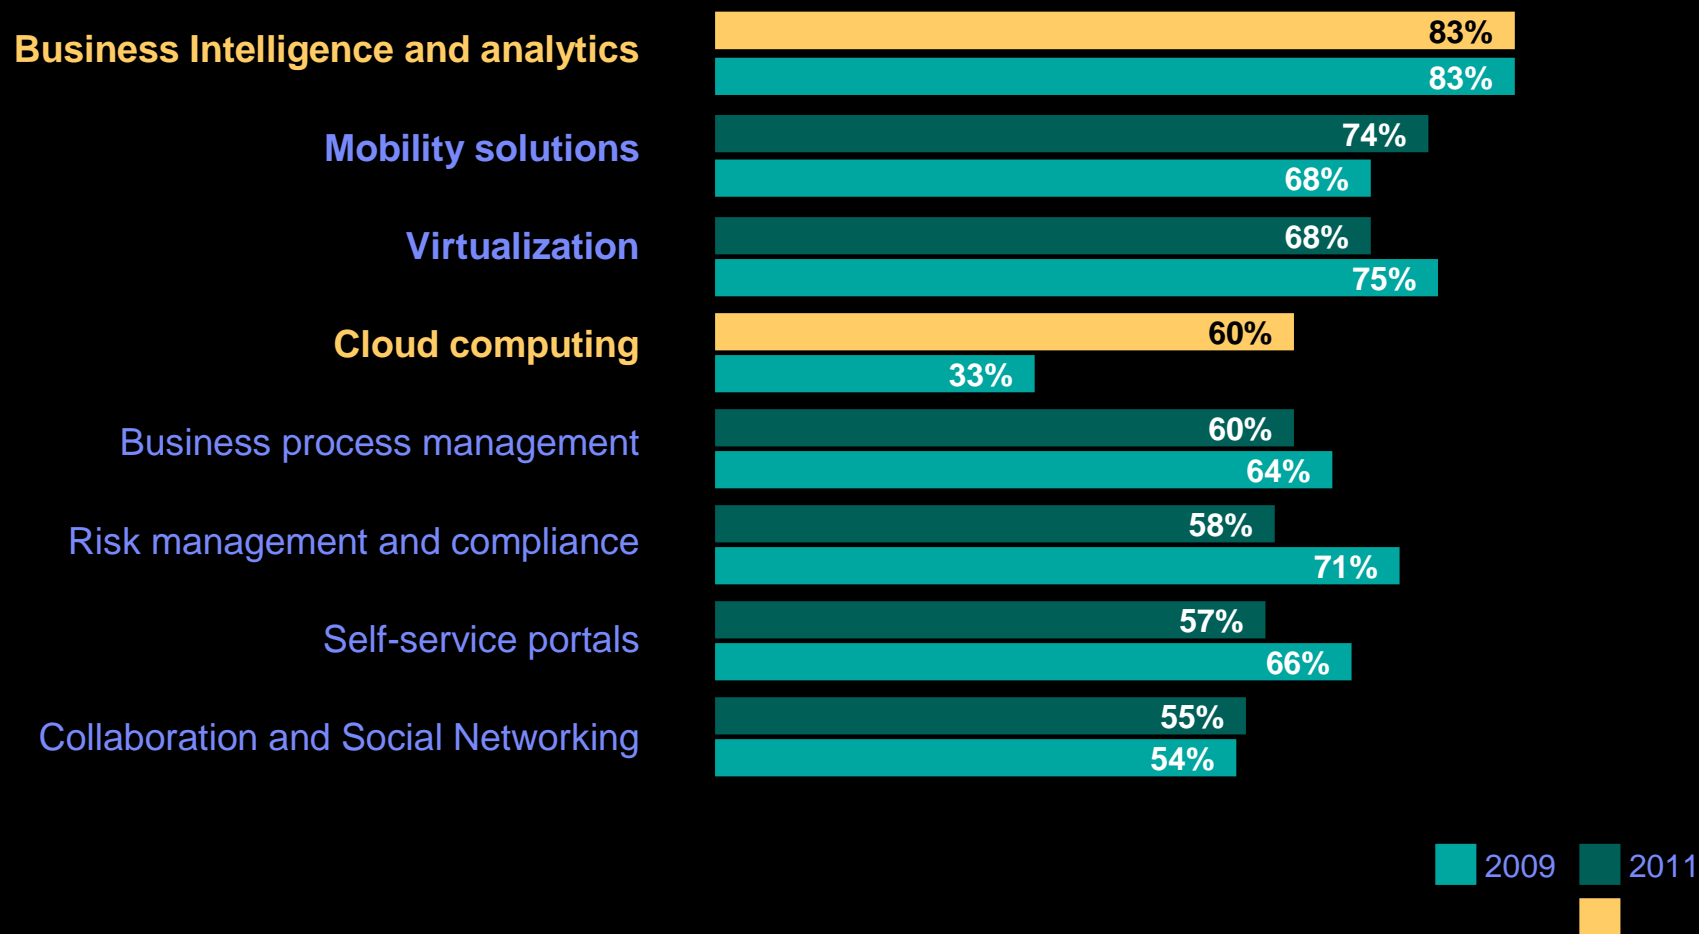 Business Intelligence and analytics
83%
83%
Mobility solutions
74%
68%
Virtualization
68%
75%
Cloud computing
60%
33%
Business process management
60%
64%
Risk management and compliance
58%
71%
Self-service portals
57%
66%
Collaboration and Social Networking
55%
54%
2009
2011